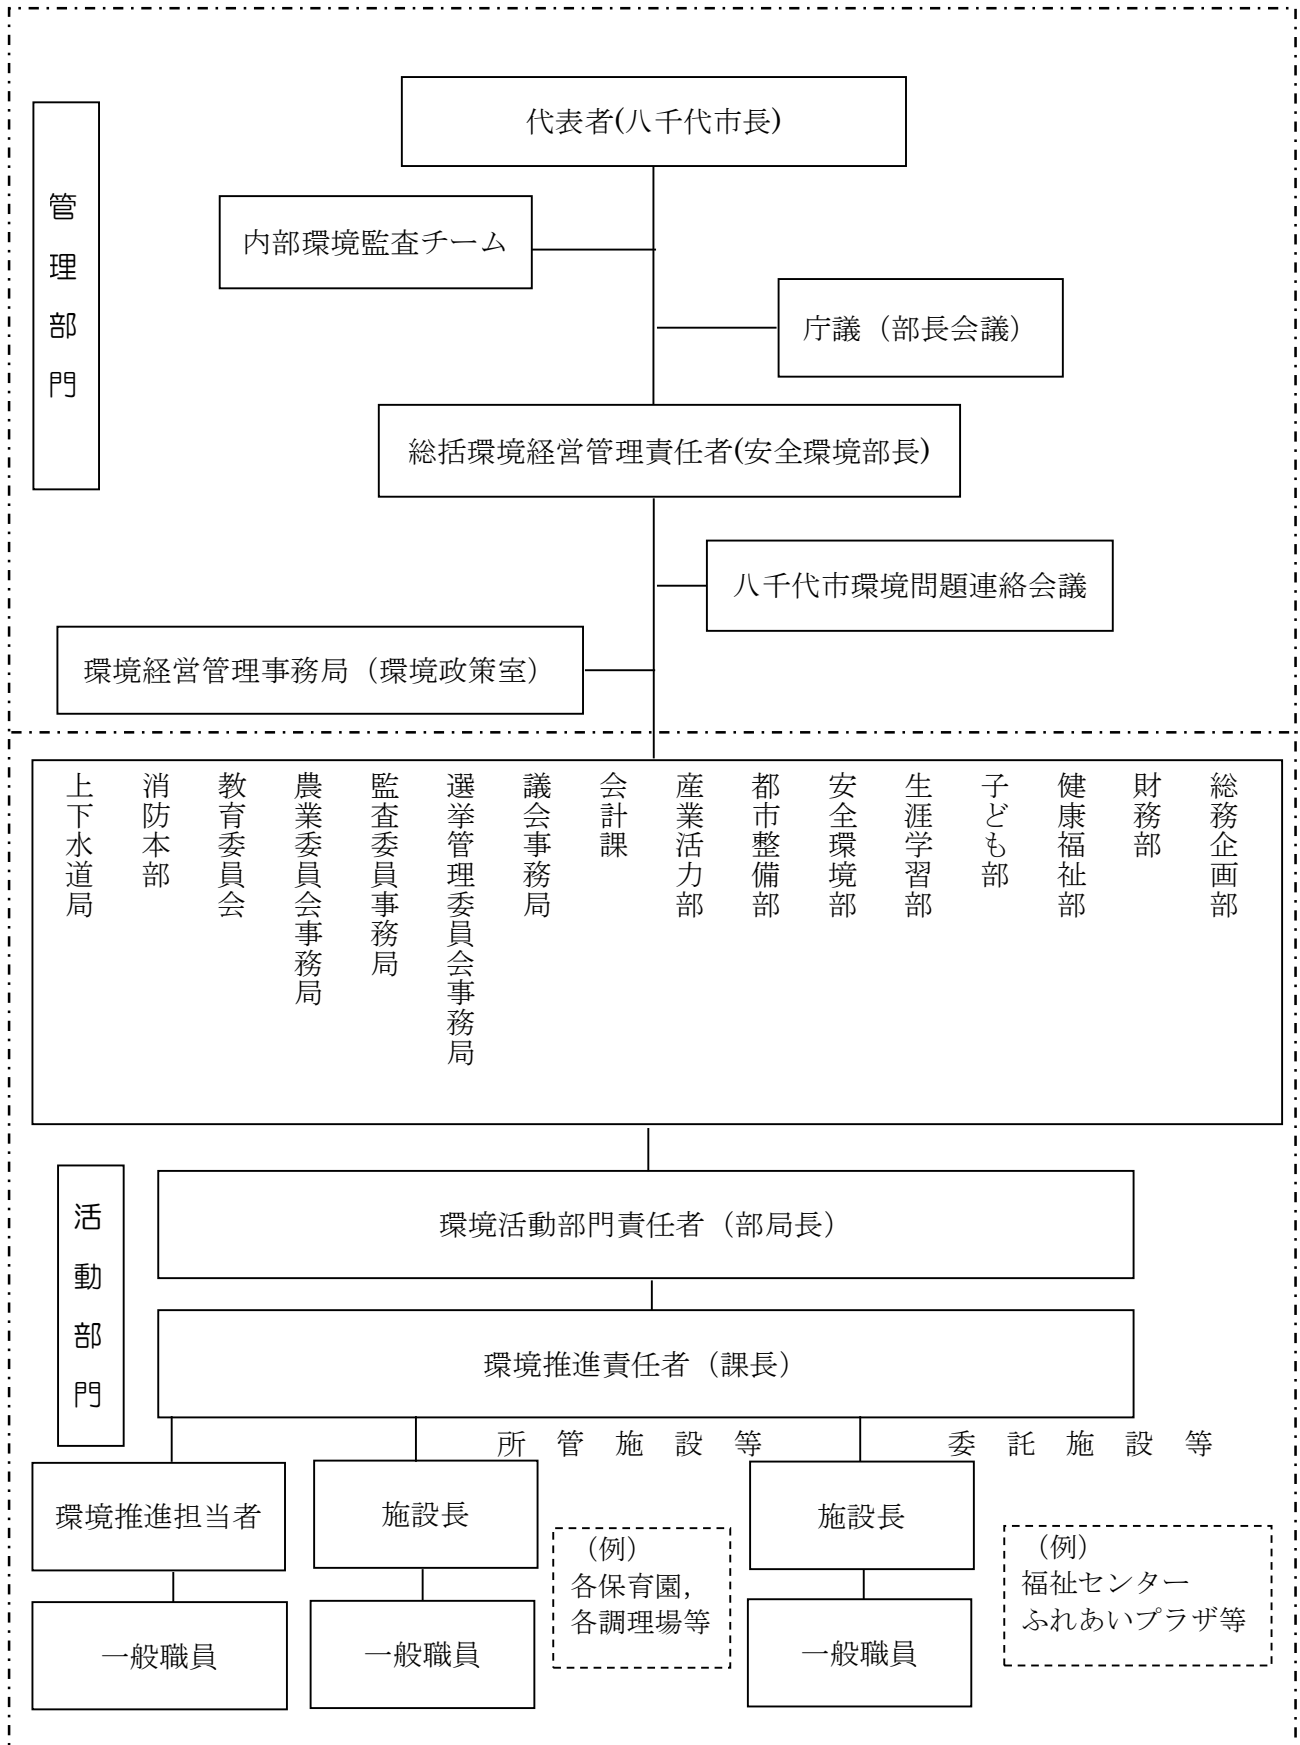 代表者(八千代市長)
管理部門
内部環境監査チーム
庁議（部長会議）
総括環境経営管理責任者(安全環境部長)
八千代市環境問題連絡会議
環境経営管理事務局（環境政策室）
総務企画部
財務部
健康福祉部
子ども部
生涯学習部
安全環境部
都市整備部
産業活力部
会計課
議会事務局
選挙管理委員会事務局
監査委員事務局
農業委員会事務局
教育委員会
消防本部
上下水道局
活動部門
環境活動部門責任者（部局長）
環境推進責任者（課長）
所管施設等
委託施設等
環境推進担当者
施設長
（例）
各保育園，
各調理場等
施設長
（例）
福祉センター
ふれあいプラザ等
一般職員
一般職員
一般職員